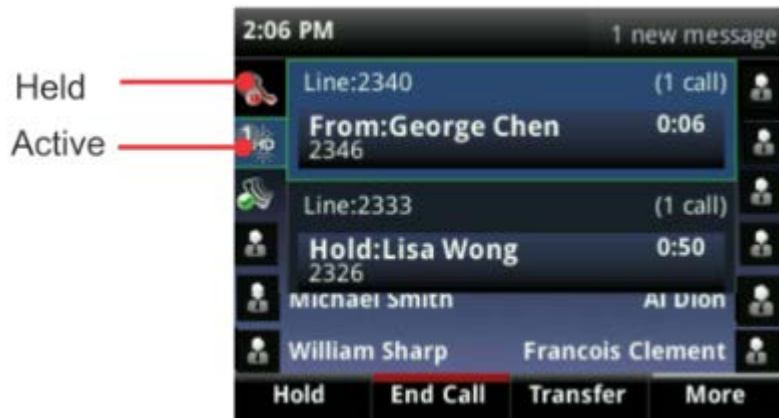 2:06 PM 1 new message
Held
Line:2340 (1 call)
From:George Chen 0:06
2346
Active
1 HD
Line:2333 (1 call)
Hold:Lisa Wong 0:50
2326
Michael Smith Al Dion
William Sharp Francois Clement
Hold End Call Transfer More